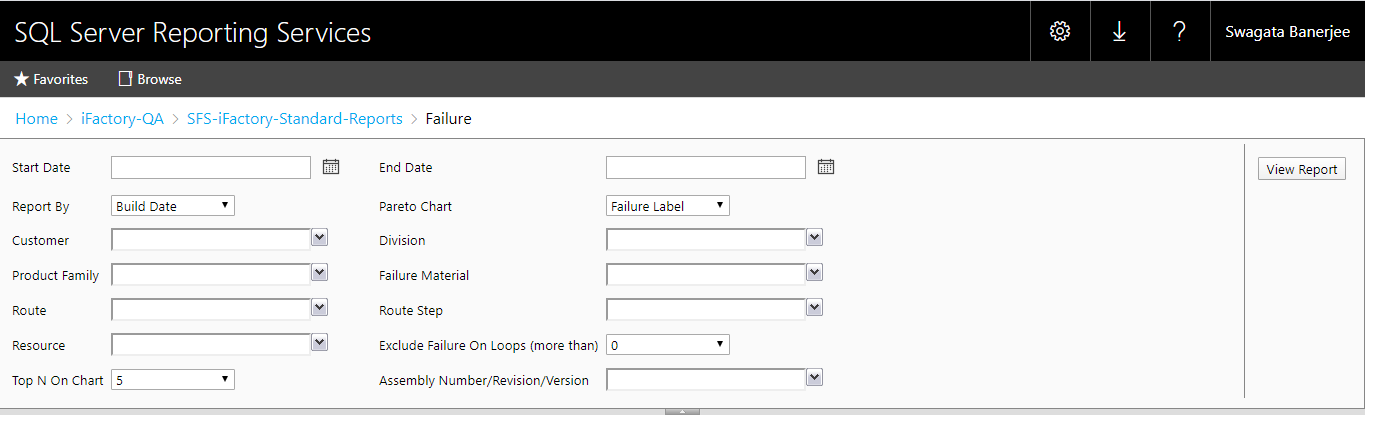 SQL Server Reporting Services ? Swagata Banerjee
Favorites Browse
Home > iFactory-QA > SFS-iFactory-Standard-Reports > Failure
Start Date End Date View Report
Report By Build Date Pareto Chart Failure Label
Customer Division
Product Family Failure Material
Route Route Step
Resource Exclude Failure On Loops (more than) 0
Top N On Chart 5 Assembly Number/Revision/Version